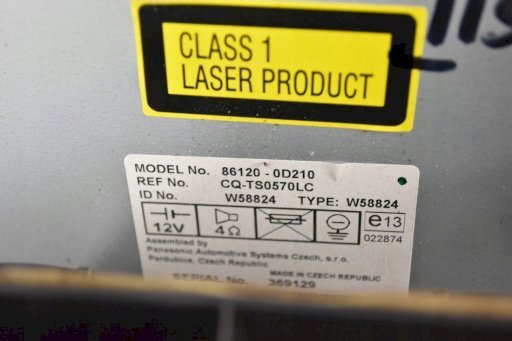 CLASS 1
LASER PRODUCT
MODEL No. 86120 - 0D210
REF No. CQ-TS0570LC
ID No. W58824 TYPE: W58824
12V 4Ω e13
022874
Assembled by
Panasonic Automotive Systems Czech, s.r.o.
Pardubice, Czech Republic
MADE IN CZECH REPUBLIC
SERIAL No. 369129